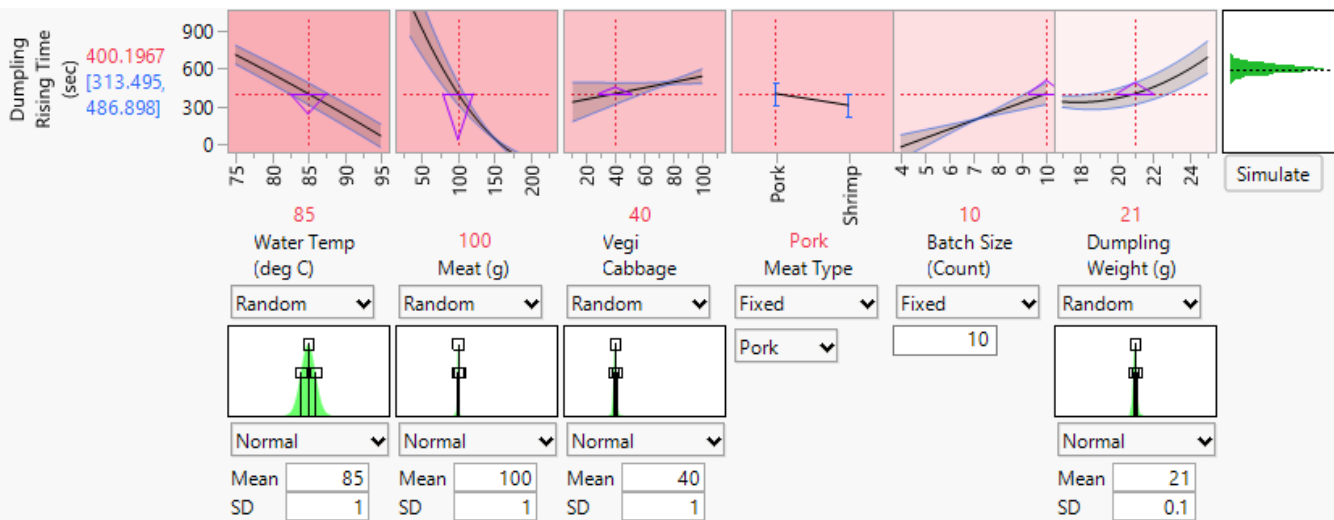 Dumpling
Rising Time
(sec)
400.1967
[313.495,
486.898]
900
600
300
0
75
80
85
90
95
50
100
150
200
20
40
60
80
100
Pork
Shrimp
4
5
6
7
8
9
10
18
20
22
24
Simulate
85
Water Temp
(deg C)
100
Meat (g)
40
Vegi
Cabbage
Pork
Meat Type
10
Batch Size
(Count)
21
Dumpling
Weight (g)
Random
Random
Random
Fixed
Fixed
Random
Pork
10
Normal
Normal
Normal
Normal
Mean 85
SD 1
Mean 100
SD 1
Mean 40
SD 1
Mean 21
SD 0.1